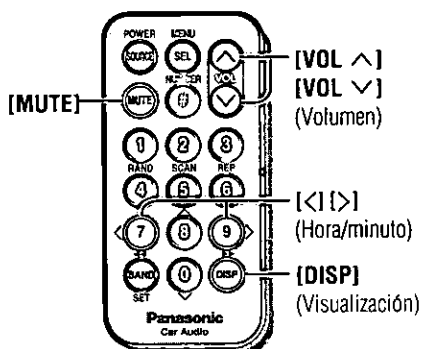 POWER MENU
SOURCE SEL
[VOL ∧]
[MUTE] MUTE NUMBER VOL [VOL ∨]
# (Volumen)
1 2 3
RAND SCAN REP
4 5 6
[<] [>]
< 7 8 9 > (Hora/minuto)
BAND 0 DISP [DISP]
SET (Visualización)
Panasonic
Car Audio